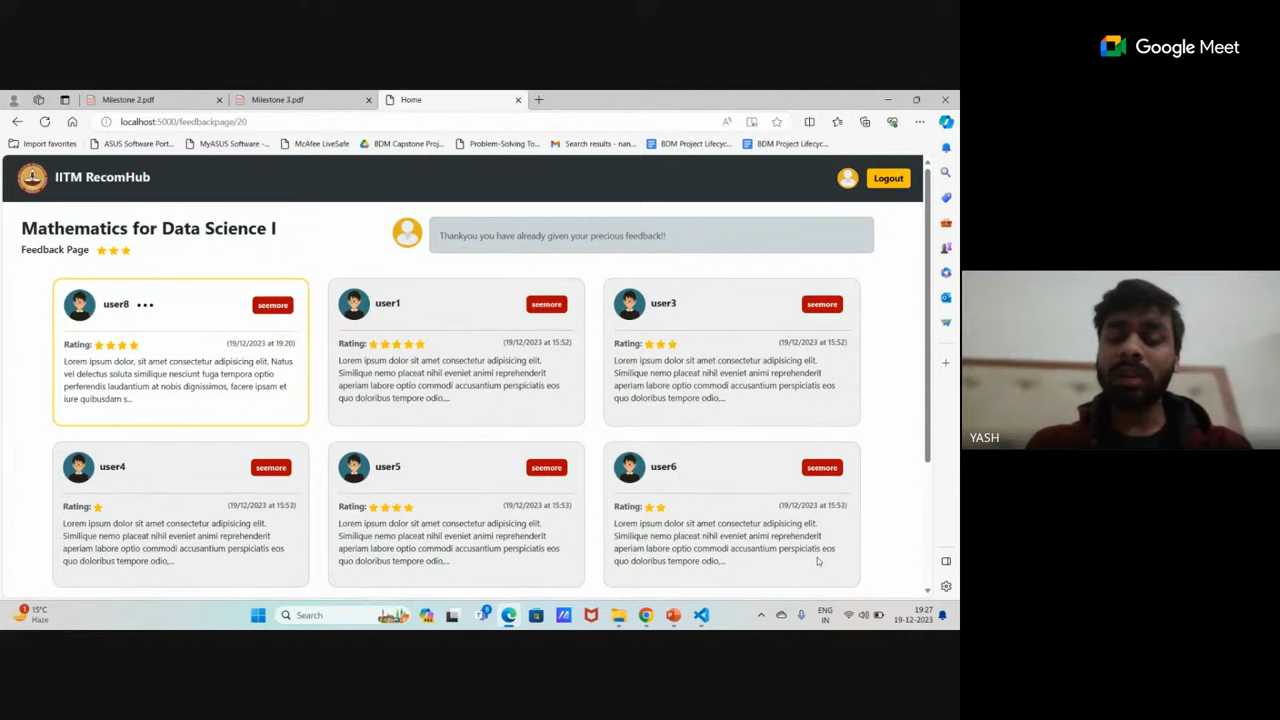 Google Meet
Milestone 2.pdf
Milestone 3.pdf
Home
localhost:5000/feedbackpage/20
Import favorites
ASUS Software Port...
MyASUS Software -...
McAfee LiveSafe
BDM Capstone Proj...
Problem-Solving To...
Search results - nan...
BDM Project Lifecyc...
BDM Project Lifecyc...
IITM RecomHub
Logout
Mathematics for Data Science I
Feedback Page
Thankyou you have already given your precious feedback!!
user8
seemore
Rating:
(19/12/2023 at 19:20)
Lorem ipsum dolor, sit amet consectetur adipisicing elit. Natus
vel delectus soluta similique nesciunt fuga tempora optio
perferendis laudantium at nobis dignissimos, facere ipsam et
iure quibusdam s...
user1
seemore
Rating:
(19/12/2023 at 15:52)
Lorem ipsum dolor sit amet consectetur adipisicing elit.
Similique nemo placeat nihil eveniet animi reprehenderit
aperiam labore optio commodi accusantium perspiciatis eos
quo doloribus tempore odio,...
user3
seemore
Rating:
(19/12/2023 at 15:52)
Lorem ipsum dolor sit amet consectetur adipisicing elit.
Similique nemo placeat nihil eveniet animi reprehenderit
aperiam labore optio commodi accusantium perspiciatis eos
quo doloribus tempore odio,...
user4
seemore
Rating:
(19/12/2023 at 15:53)
Lorem ipsum dolor sit amet consectetur adipisicing elit.
Similique nemo placeat nihil eveniet animi reprehenderit
aperiam labore optio commodi accusantium perspiciatis eos
quo doloribus tempore odio,...
user5
seemore
Rating:
(19/12/2023 at 15:53)
Lorem ipsum dolor sit amet consectetur adipisicing elit.
Similique nemo placeat nihil eveniet animi reprehenderit
aperiam labore optio commodi accusantium perspiciatis eos
quo doloribus tempore odio,...
user6
seemore
Rating:
(19/12/2023 at 15:53)
Lorem ipsum dolor sit amet consectetur adipisicing elit.
Similique nemo placeat nihil eveniet animi reprehenderit
aperiam labore optio commodi accusantium perspiciatis eos
quo doloribus tempore odio,...
YASH
1
15°C
Haze
Search
ENG
IN
19:27
19-12-2023